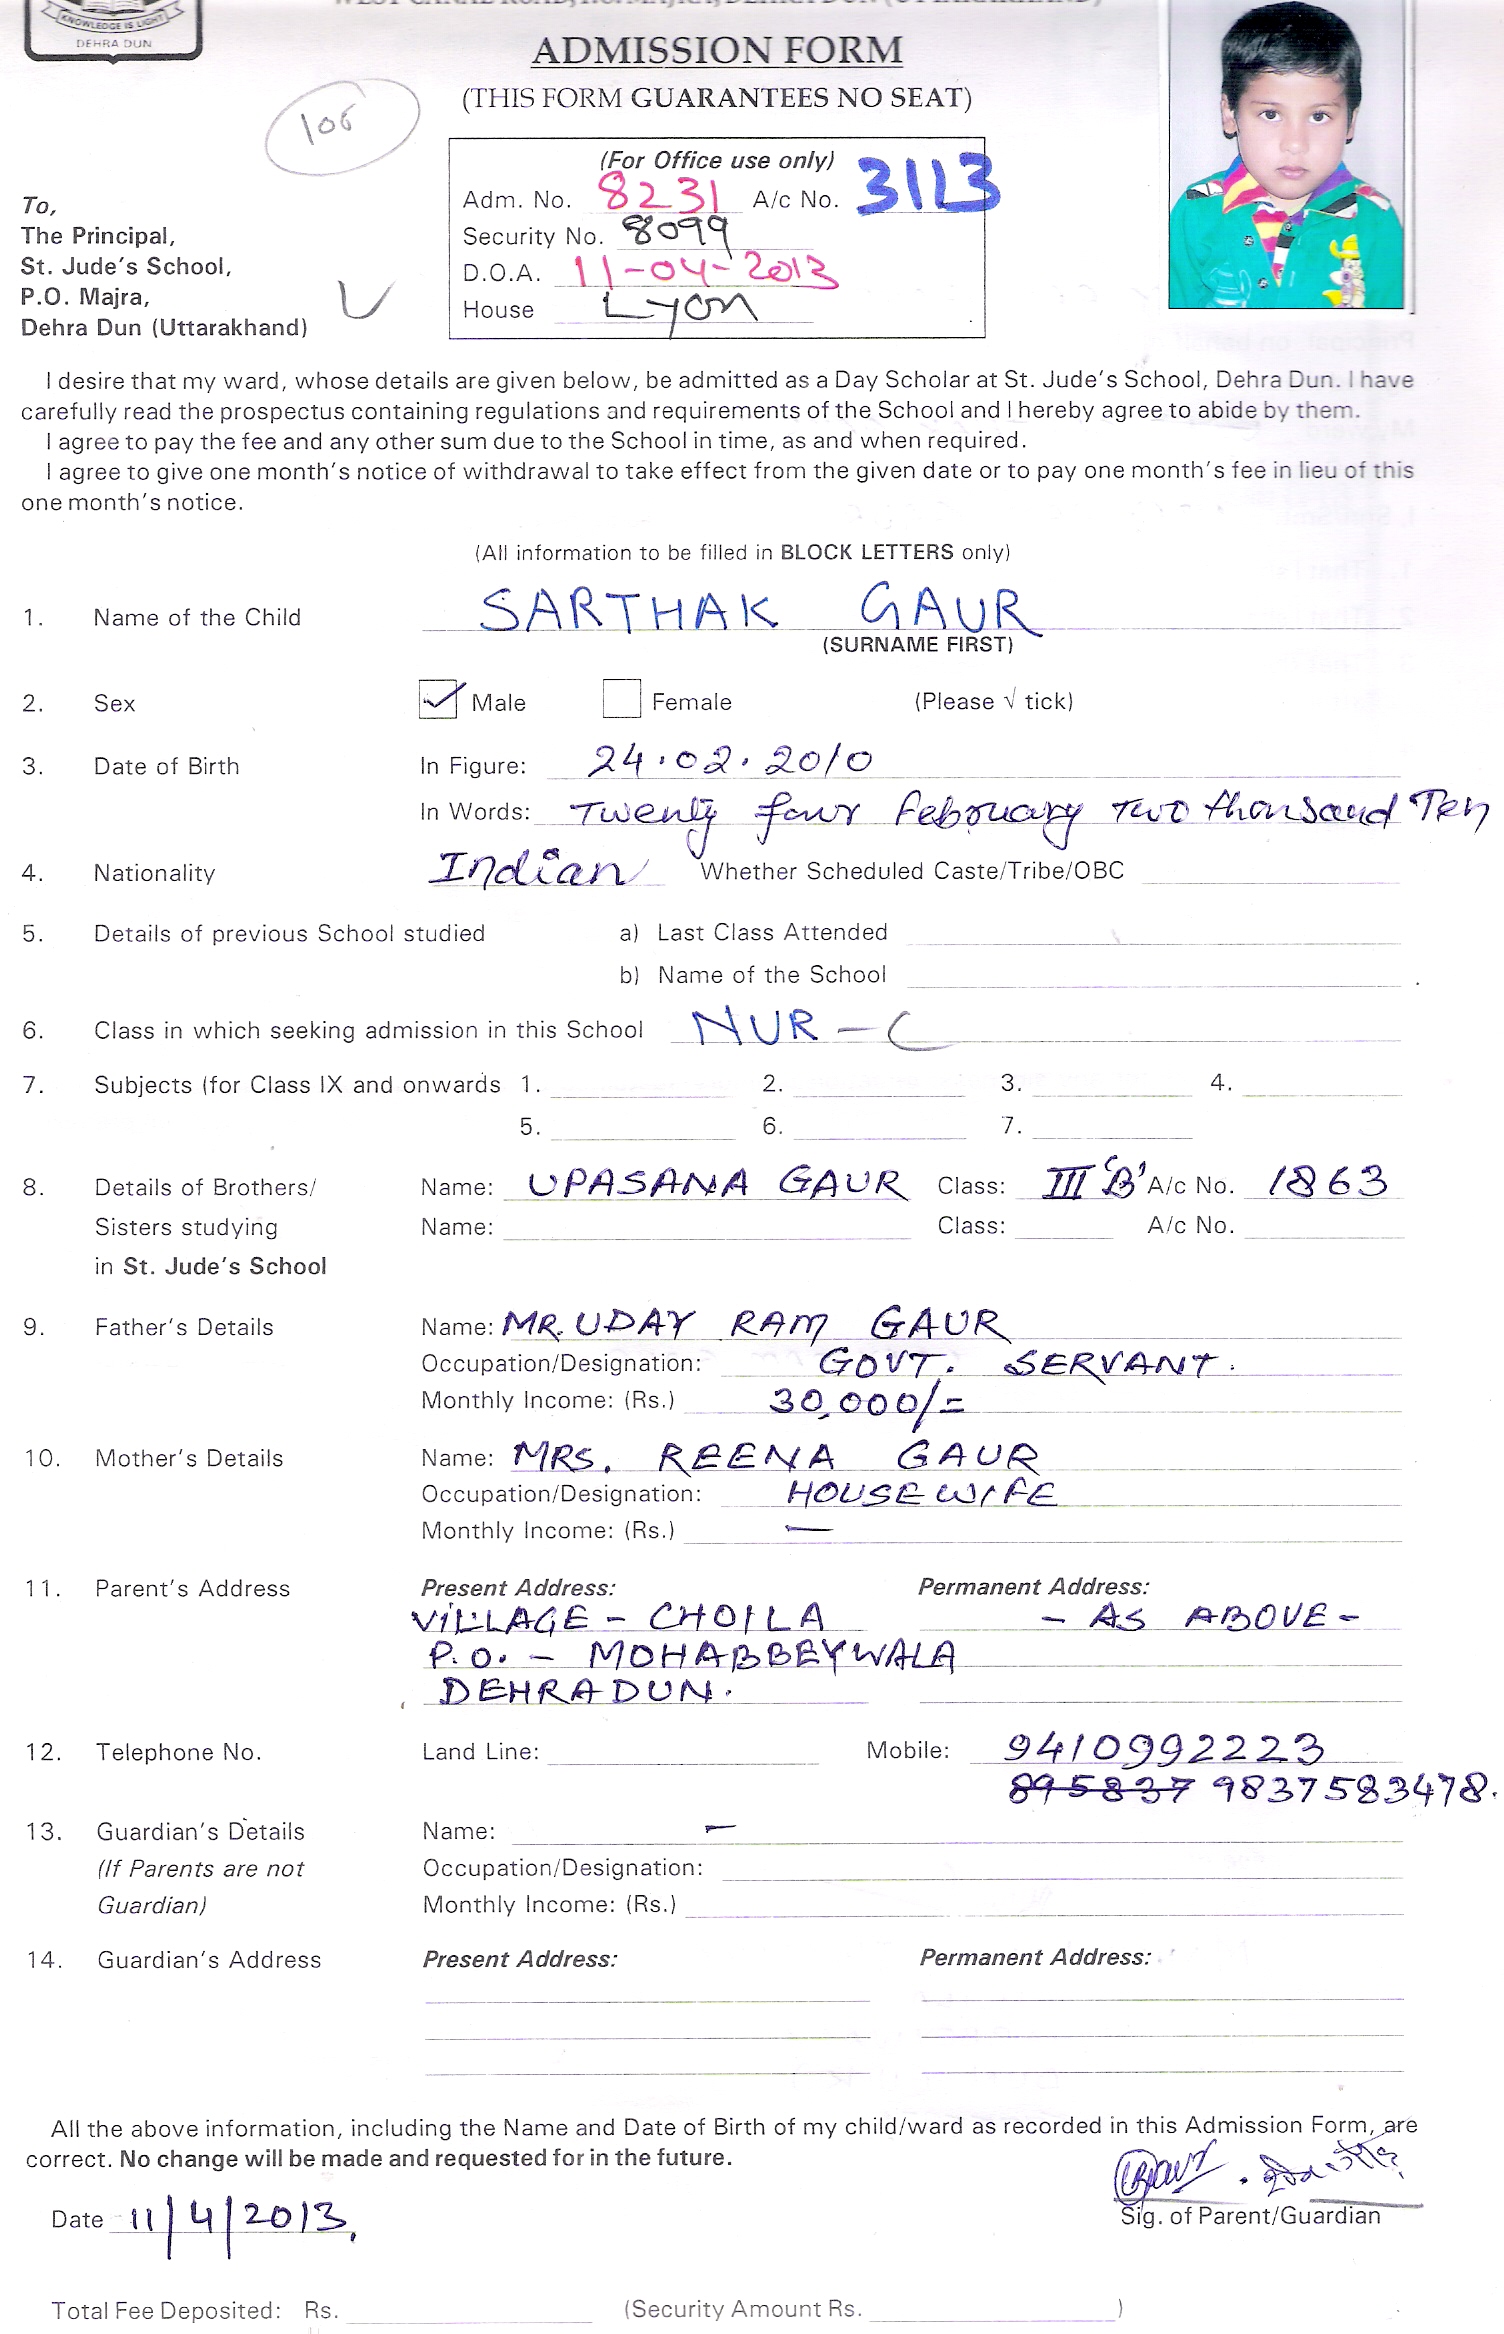 KNOWLEDGE IS LIGHT
DEHRA DUN
ADMISSION FORM
(THIS FORM GUARANTEES NO SEAT)
(For Office use only)
Adm. No. 8231 A/c No. 3113
Security No. 8099
D.O.A. 11-04-2013
House Lyon
To,
The Principal,
St. Jude's School,
P.O. Majra,
Dehra Dun (Uttarakhand)
I desire that my ward, whose details are given below, be admitted as a Day Scholar at St. Jude's School, Dehra Dun. I have
carefully read the prospectus containing regulations and requirements of the School and I hereby agree to abide by them.
I agree to pay the fee and any other sum due to the School in time, as and when required.
I agree to give one month's notice of withdrawal to take effect from the given date or to pay one month's fee in lieu of this
one month's notice.
(All information to be filled in BLOCK LETTERS only)
1. Name of the Child SARTHAK GAUR
(SURNAME FIRST)
2. Sex Male Female (Please √ tick)
3. Date of Birth In Figure: 24.02.2010
In Words: Twenty four February Two thousand Ten
4. Nationality Indian Whether Scheduled Caste/Tribe/OBC
5. Details of previous School studied a) Last Class Attended
b) Name of the School
6. Class in which seeking admission in this School NUR - C
7. Subjects (for Class IX and onwards 1. 2. 3. 4.
5. 6. 7.
8. Details of Brothers/ Name: UPASANA GAUR Class: III 'B' A/c No. 1863
Sisters studying Name: Class: A/c No.
in St. Jude's School
9. Father's Details Name: MR. UDAY RAM GAUR
Occupation/Designation: GOVT. SERVANT.
Monthly Income: (Rs.) 30,000/=
10. Mother's Details Name: MRS. REENA GAUR
Occupation/Designation: HOUSE WIFE
Monthly Income: (Rs.) —
11. Parent's Address Present Address: Permanent Address:
VILLAGE - CHOILA - AS ABOVE -
P.O. - MOHABBEYWALA
DEHRADUN.
12. Telephone No. Land Line: Mobile: 9410992223
895837 9837583478.
13. Guardian's Details Name: —
(If Parents are not Occupation/Designation:
Guardian) Monthly Income: (Rs.)
14. Guardian's Address Present Address: Permanent Address:
All the above information, including the Name and Date of Birth of my child/ward as recorded in this Admission Form, are
correct. No change will be made and requested for in the future.
Date 11/4/2013,
Sig. of Parent/Guardian
Total Fee Deposited: Rs. (Security Amount Rs. )